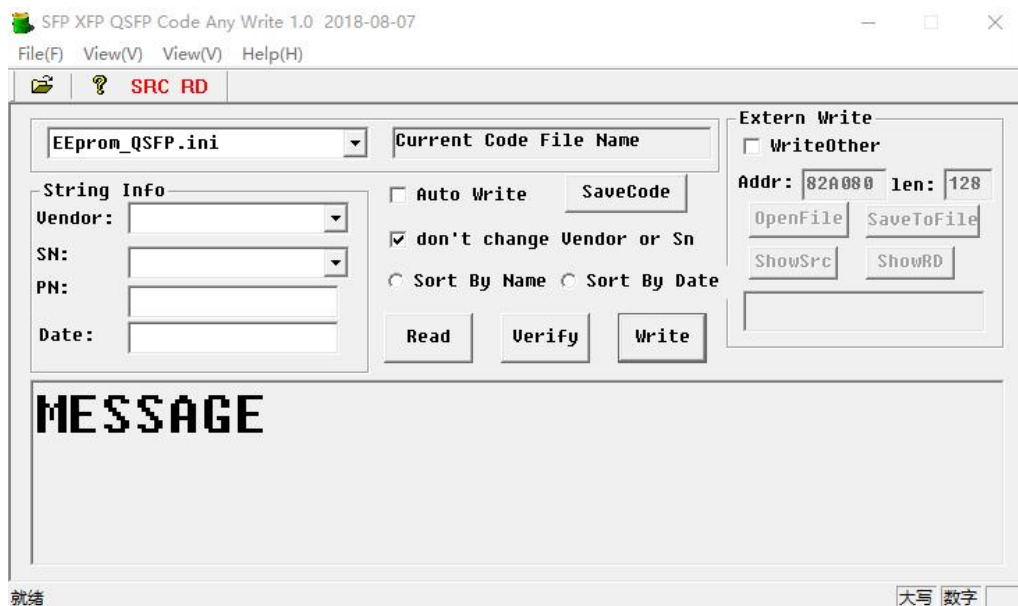 SFP XFP QSFP Code Any Write 1.0 2018-08-07
File(F) View(V) View(V) Help(H)
SRC RD
EEprom_QSFP.ini
Current Code File Name
String Info
Vendor:
SN:
PN:
Date:
Auto Write
SaveCode
don't change Vendor or Sn
Sort By Name Sort By Date
Read Verify Write
Extern Write
WriteOther
Addr: 82A080 len: 128
OpenFile SaveToFile
ShowSrc ShowRD
MESSAGE
就绪
大写 数字